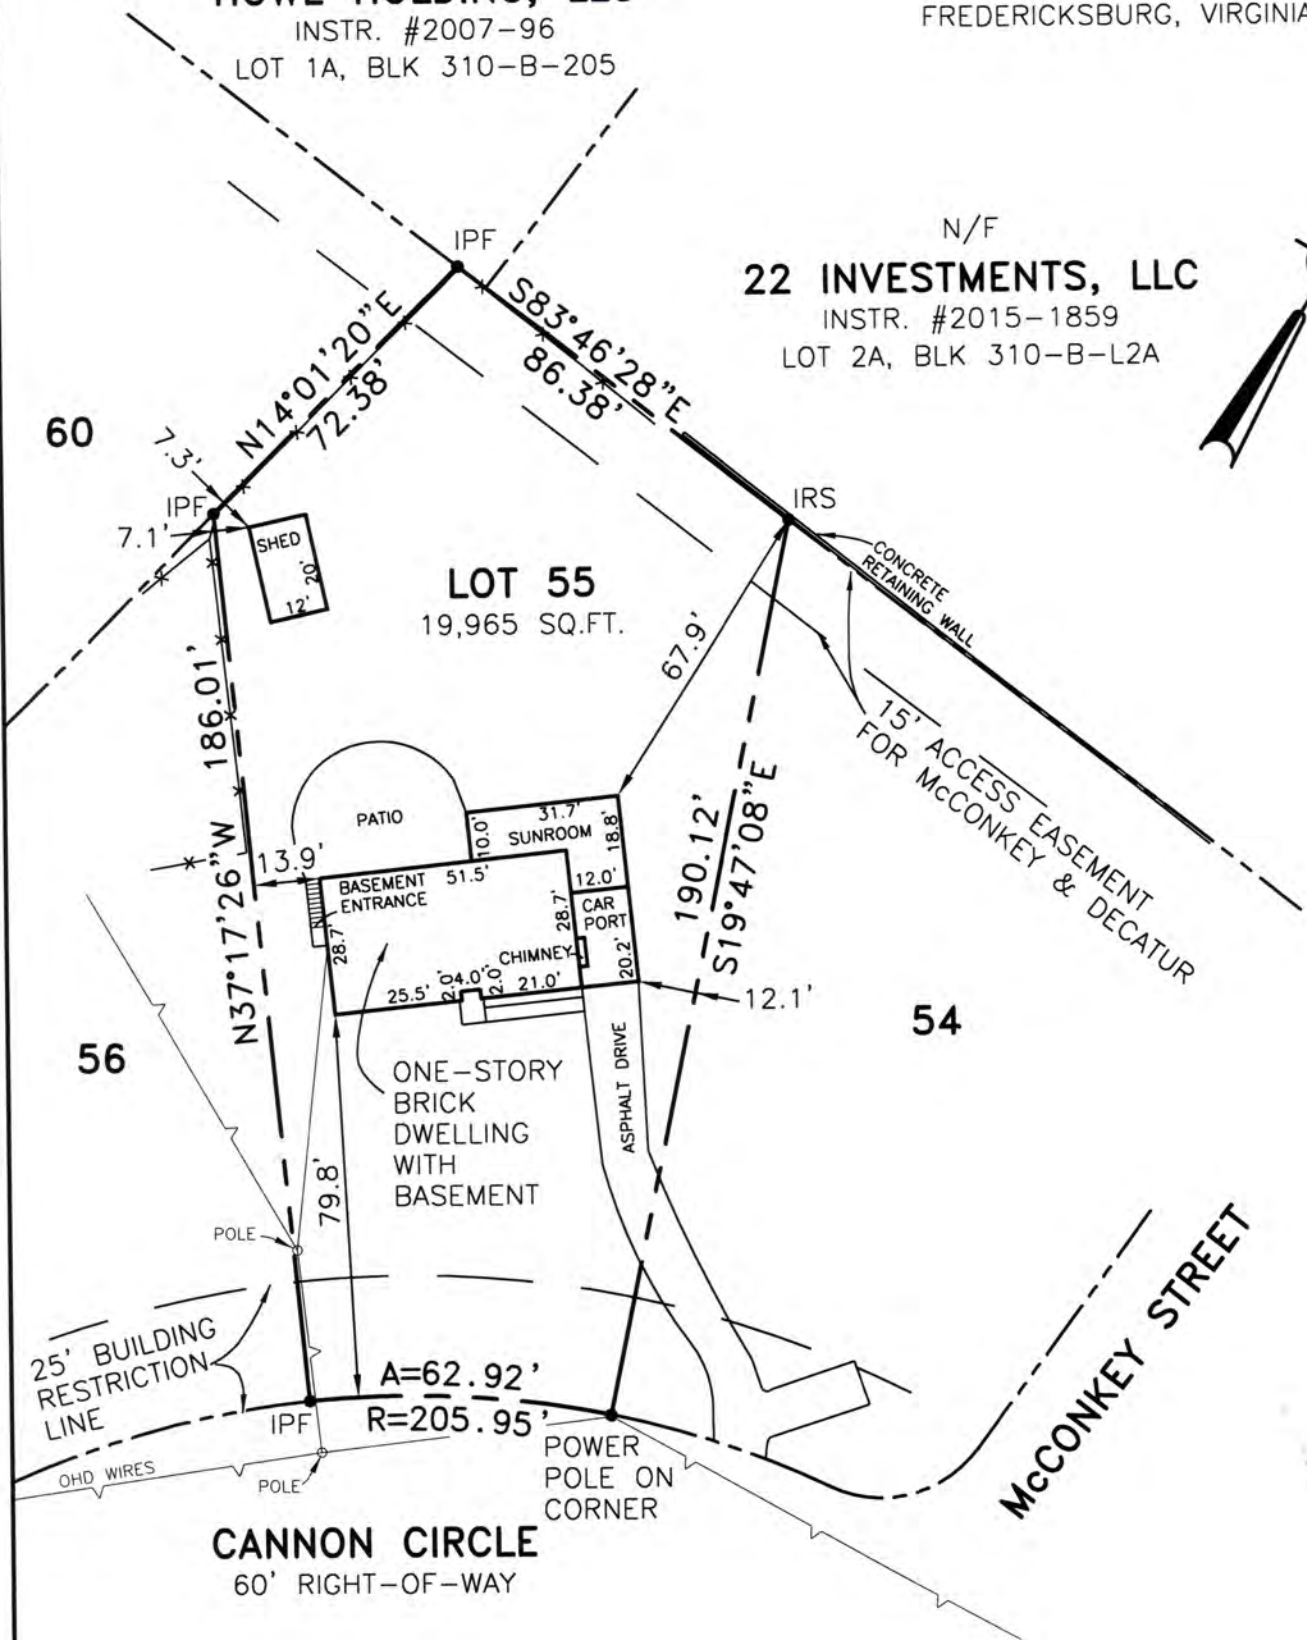 INSTR. #2007-96
LOT 1A, BLK 310-B-205
FREDERICKSBURG, VIRGINIA
N/F
22 INVESTMENTS, LLC
INSTR. #2015-1859
LOT 2A, BLK 310-B-L2A
IPF
S83°46'28"E
86.38'
N14°01'20"E
72.38'
60
7.3'
IPF
7.1'
SHED
20'
12'
IRS
CONCRETE
RETAINING WALL
LOT 55
19,965 SQ.FT.
67.9'
15' ACCESS EASEMENT
FOR McCONKEY & DECATUR
N37°17'26"W 186.01'
190.12'
S19°47'08"E
PATIO
31.7'
SUNROOM
10.0'
18.8'
13.9'
BASEMENT
ENTRANCE
51.5'
12.0'
CAR
PORT
28.7'
28.7'
CHIMNEY
20.2'
25.5'
2.0'
4.0'
2.0'
21.0'
12.1'
54
56
ASPHALT DRIVE
ONE-STORY
BRICK
DWELLING
WITH
BASEMENT
79.8'
POLE
25' BUILDING
RESTRICTION
LINE
A=62.92'
R=205.95'
IPF
POWER
POLE ON
CORNER
OHD WIRES
POLE
McCONKEY STREET
CANNON CIRCLE
60' RIGHT-OF-WAY